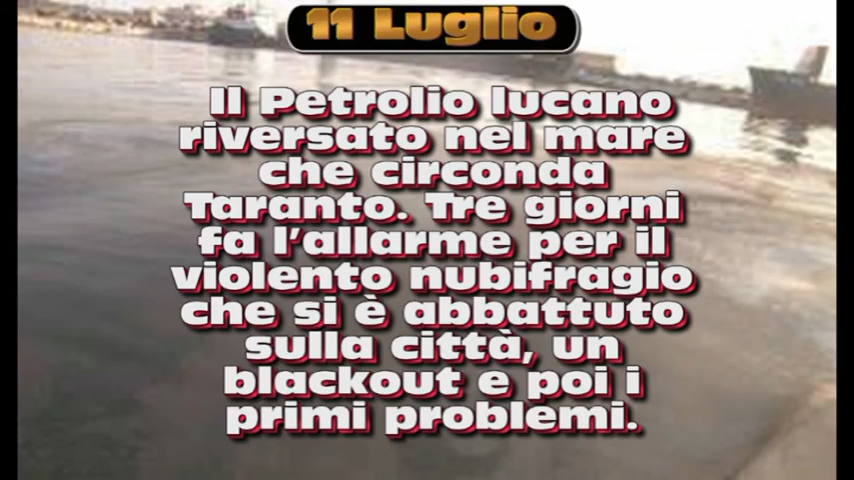 11 Luglio
Il Petrolio lucano
riversato nel mare
che circonda
Taranto. Tre giorni
fa l'allarme per il
violento nubifragio
che si è abbattuto
sulla città, un
blackout e poi i
primi problemi.